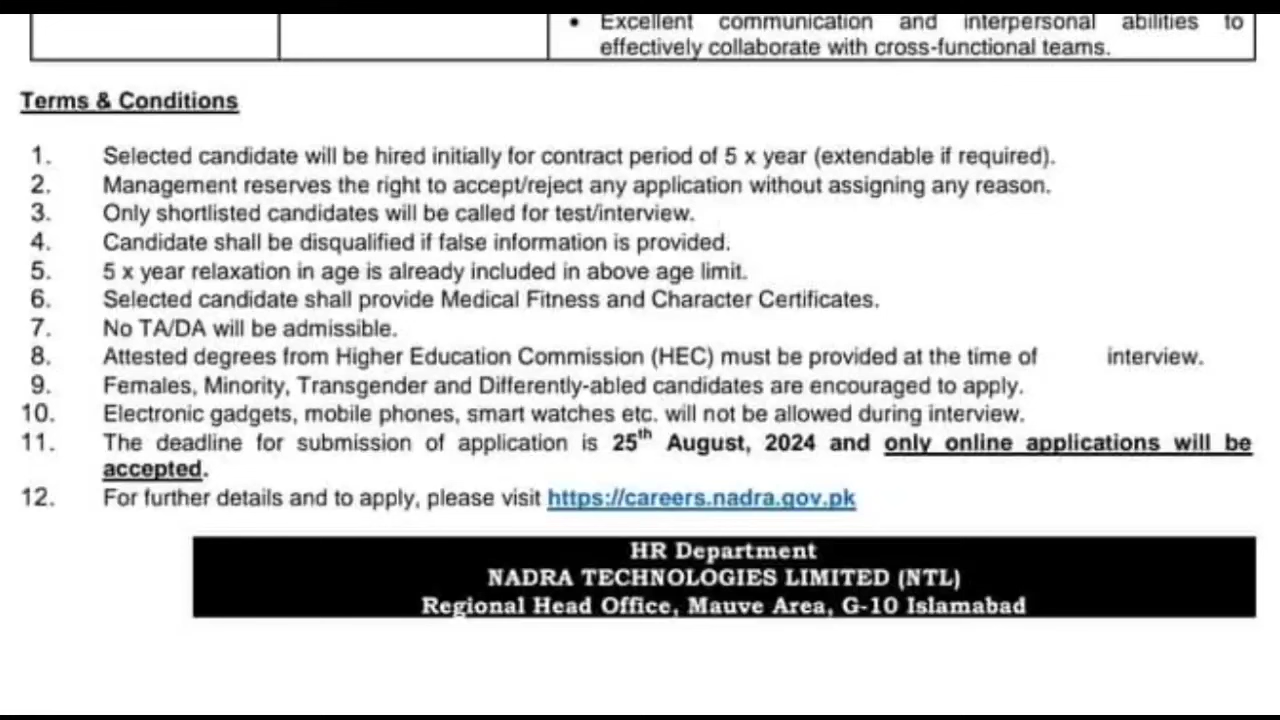 • Excellent communication and interpersonal abilities to
effectively collaborate with cross-functional teams.
Terms & Conditions
1. Selected candidate will be hired initially for contract period of 5 x year (extendable if required).
2. Management reserves the right to accept/reject any application without assigning any reason.
3. Only shortlisted candidates will be called for test/interview.
4. Candidate shall be disqualified if false information is provided.
5. 5 x year relaxation in age is already included in above age limit.
6. Selected candidate shall provide Medical Fitness and Character Certificates.
7. No TA/DA will be admissible.
8. Attested degrees from Higher Education Commission (HEC) must be provided at the time of interview.
9. Females, Minority, Transgender and Differently-abled candidates are encouraged to apply.
10. Electronic gadgets, mobile phones, smart watches etc. will not be allowed during interview.
11. The deadline for submission of application is 25th August, 2024 and only online applications will be
accepted.
12. For further details and to apply, please visit https://careers.nadra.gov.pk
HR Department
NADRA TECHNOLOGIES LIMITED (NTL)
Regional Head Office, Mauve Area, G-10 Islamabad